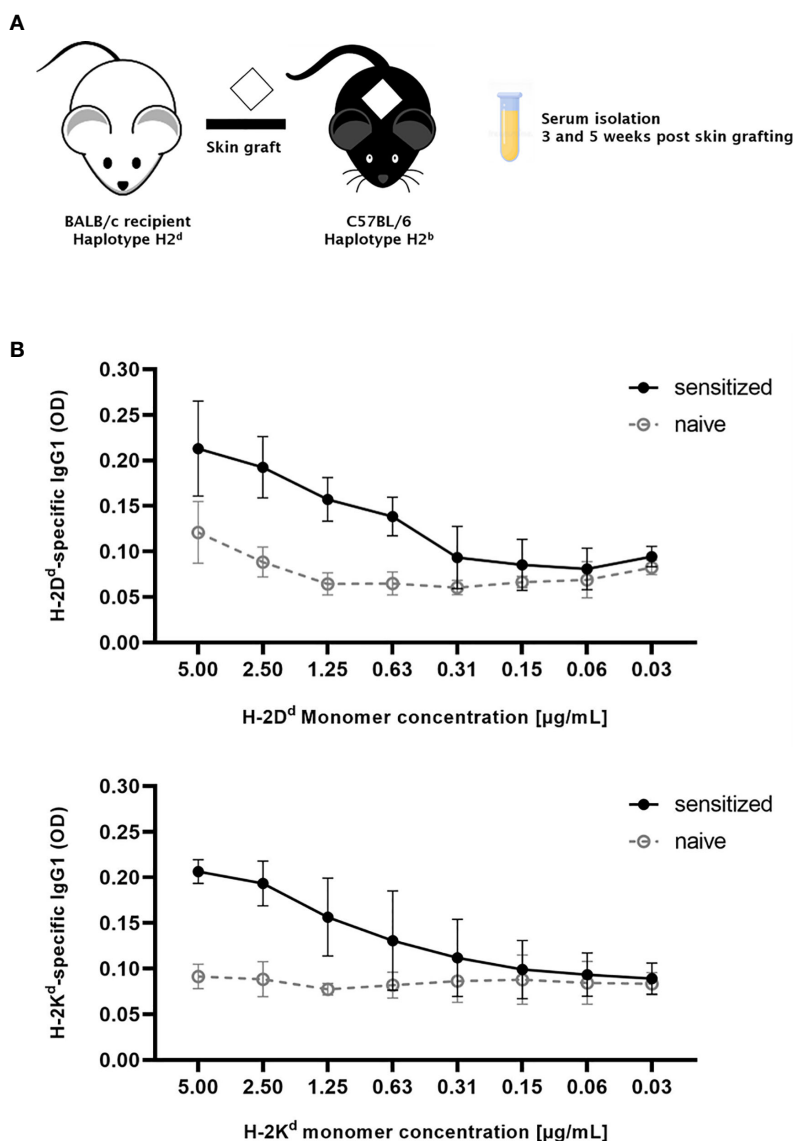 A
Skin graft
Serum isolation
3 and 5 weeks post skin grafting
BALB/c recipient
Haplotype H2ᵈ
C57BL/6
Haplotype H2ᵇ
B
H-2Dᵈ-specific IgG1 (OD)
0.30
0.25
0.20
0.15
0.10
0.05
0.00
sensitized
naive
5.00 2.50 1.25 0.63 0.31 0.15 0.06 0.03
H-2Dᵈ Monomer concentration [µg/mL]
H-2Kᵈ-specific IgG1 (OD)
0.30
0.25
0.20
0.15
0.10
0.05
0.00
sensitized
naive
5.00 2.50 1.25 0.63 0.31 0.15 0.06 0.03
H-2Kᵈ monomer concentration [µg/mL]